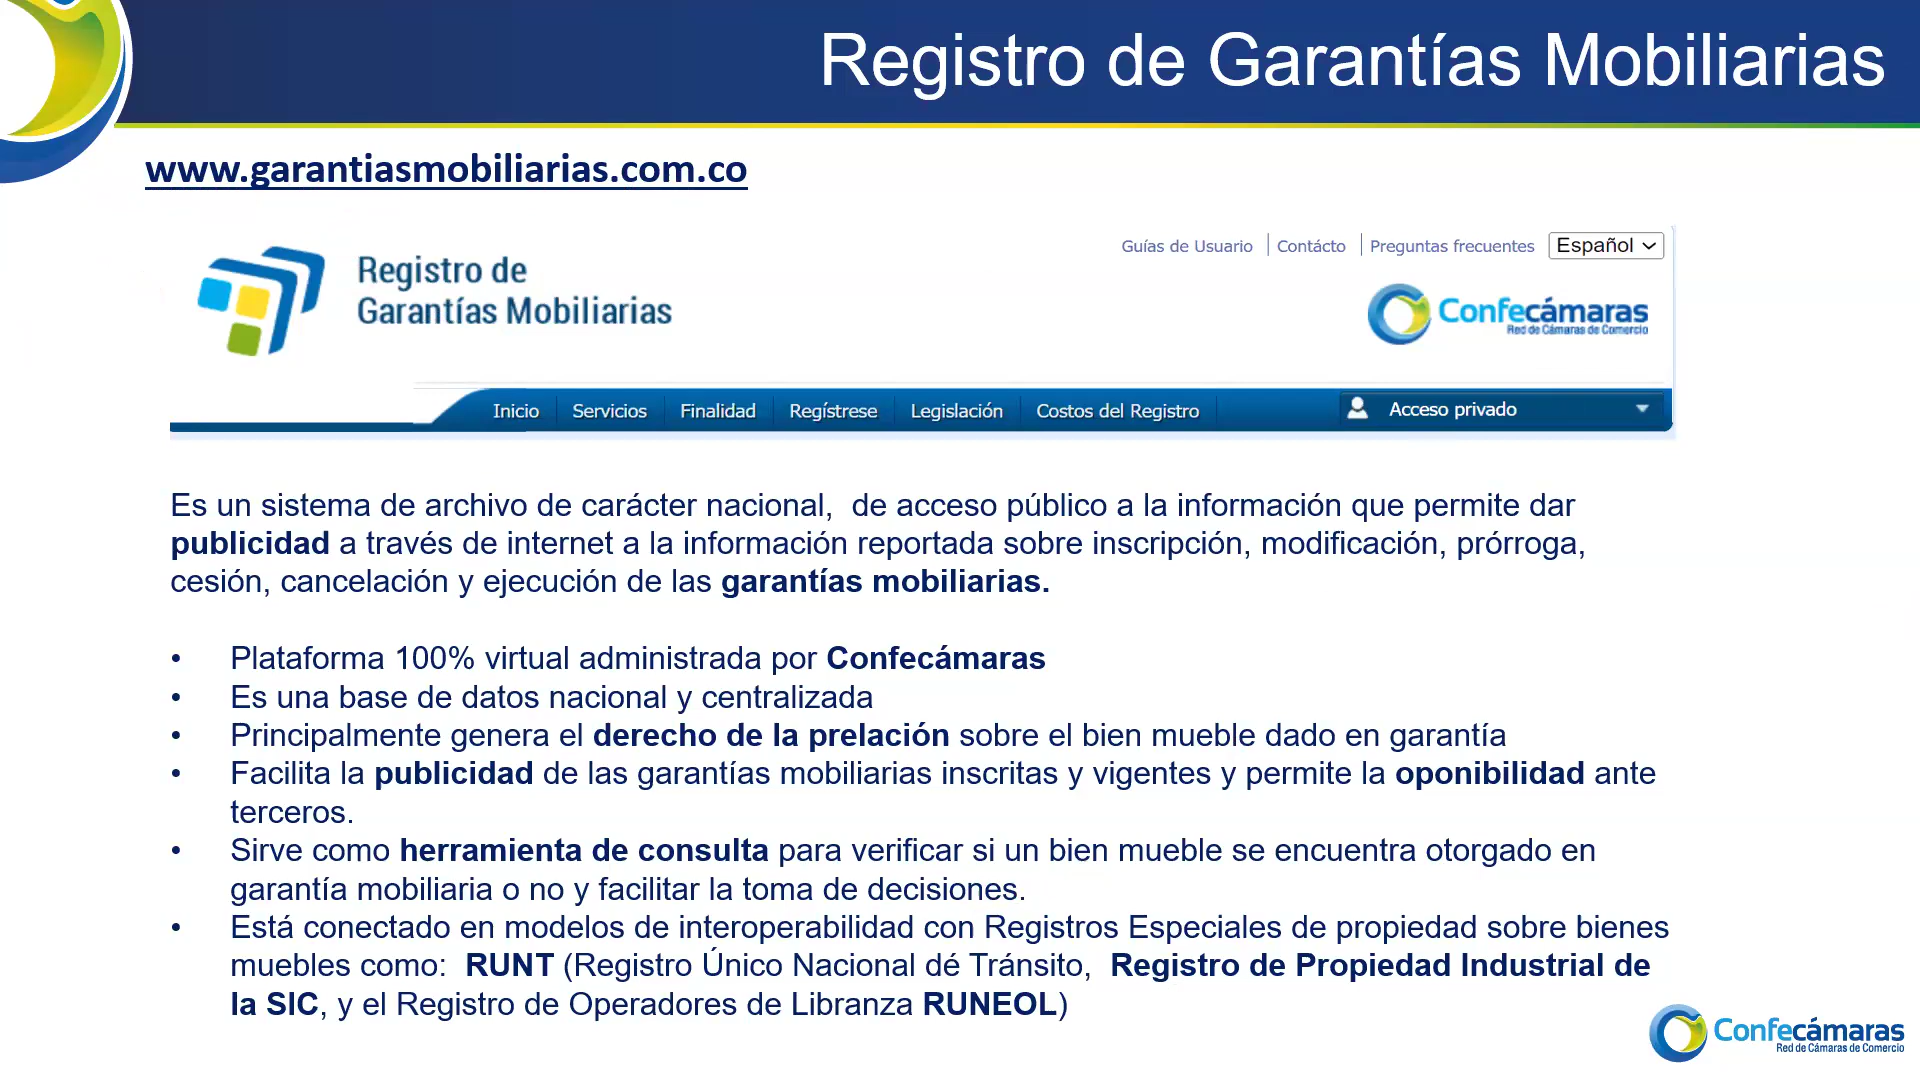 Registro de Garantías Mobiliarias
www.garantiasmobiliarias.com.co
Guías de Usuario
Contácto
Preguntas frecuentes
Español
Registro de
Garantías Mobiliarias
Confecámaras
Red de Cámaras de Comercio
Inicio
Servicios
Finalidad
Regístrese
Legislación
Costos del Registro
Acceso privado
Es un sistema de archivo de carácter nacional,  de acceso público a la información que permite dar
publicidad a través de internet a la información reportada sobre inscripción, modificación, prórroga,
cesión, cancelación y ejecución de las garantías mobiliarias.
• Plataforma 100% virtual administrada por Confecámaras
• Es una base de datos nacional y centralizada
• Principalmente genera el derecho de la prelación sobre el bien mueble dado en garantía
• Facilita la publicidad de las garantías mobiliarias inscritas y vigentes y permite la oponibilidad ante
terceros.
• Sirve como herramienta de consulta para verificar si un bien mueble se encuentra otorgado en
garantía mobiliaria o no y facilitar la toma de decisiones.
• Está conectado en modelos de interoperabilidad con Registros Especiales de propiedad sobre bienes
muebles como:  RUNT (Registro Único Nacional dé Tránsito,  Registro de Propiedad Industrial de
la SIC, y el Registro de Operadores de Libranza RUNEOL)
Confecámaras
Red de Cámaras de Comercio